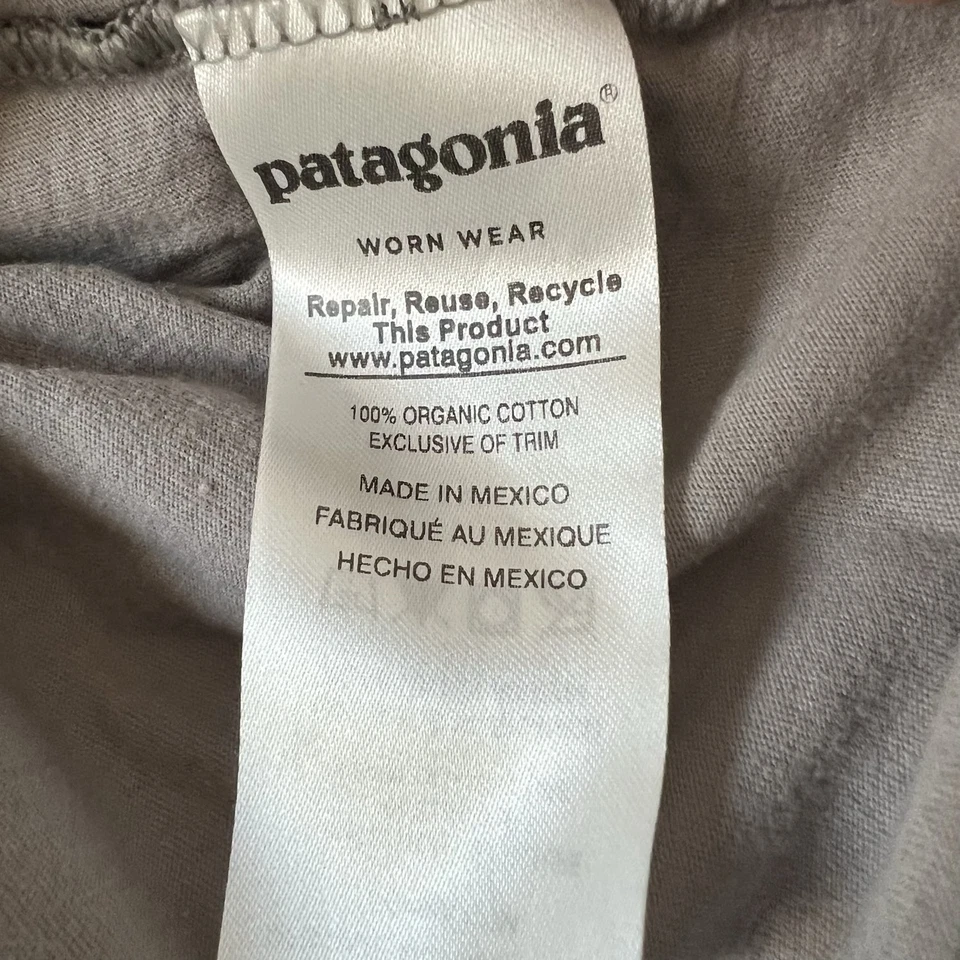 patagonia®
WORN WEAR
Repair, Reuse, Recycle
This Product
www.patagonia.com
100% ORGANIC COTTON
EXCLUSIVE OF TRIM
MADE IN MEXICO
FABRIQUÉ AU MEXIQUE
HECHO EN MEXICO